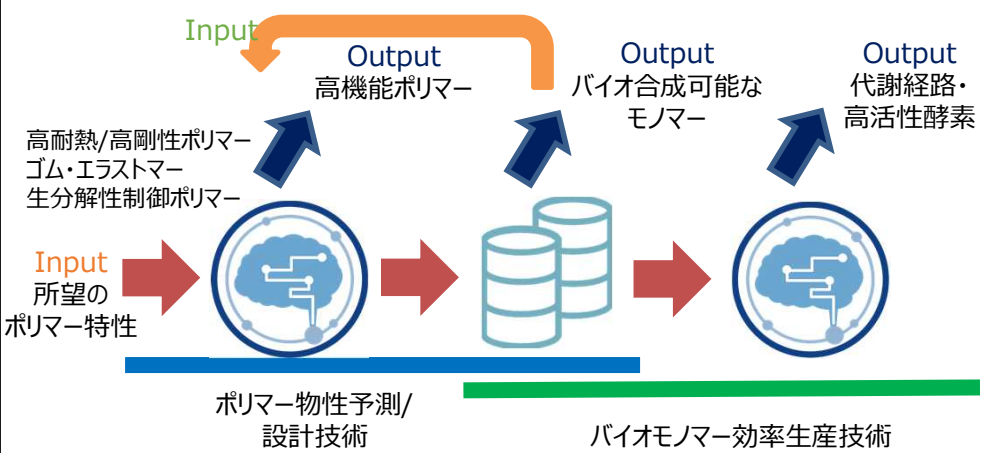 Input
Output
高機能ポリマー
Output
バイオ合成可能な
モノマー
Output
代謝経路・
高活性酵素
高耐熱/高剛性ポリマー
ゴム・エラストマー
生分解性制御ポリマー
Input
所望の
ポリマー特性
ポリマー物性予測/
設計技術
バイオモノマー効率生産技術